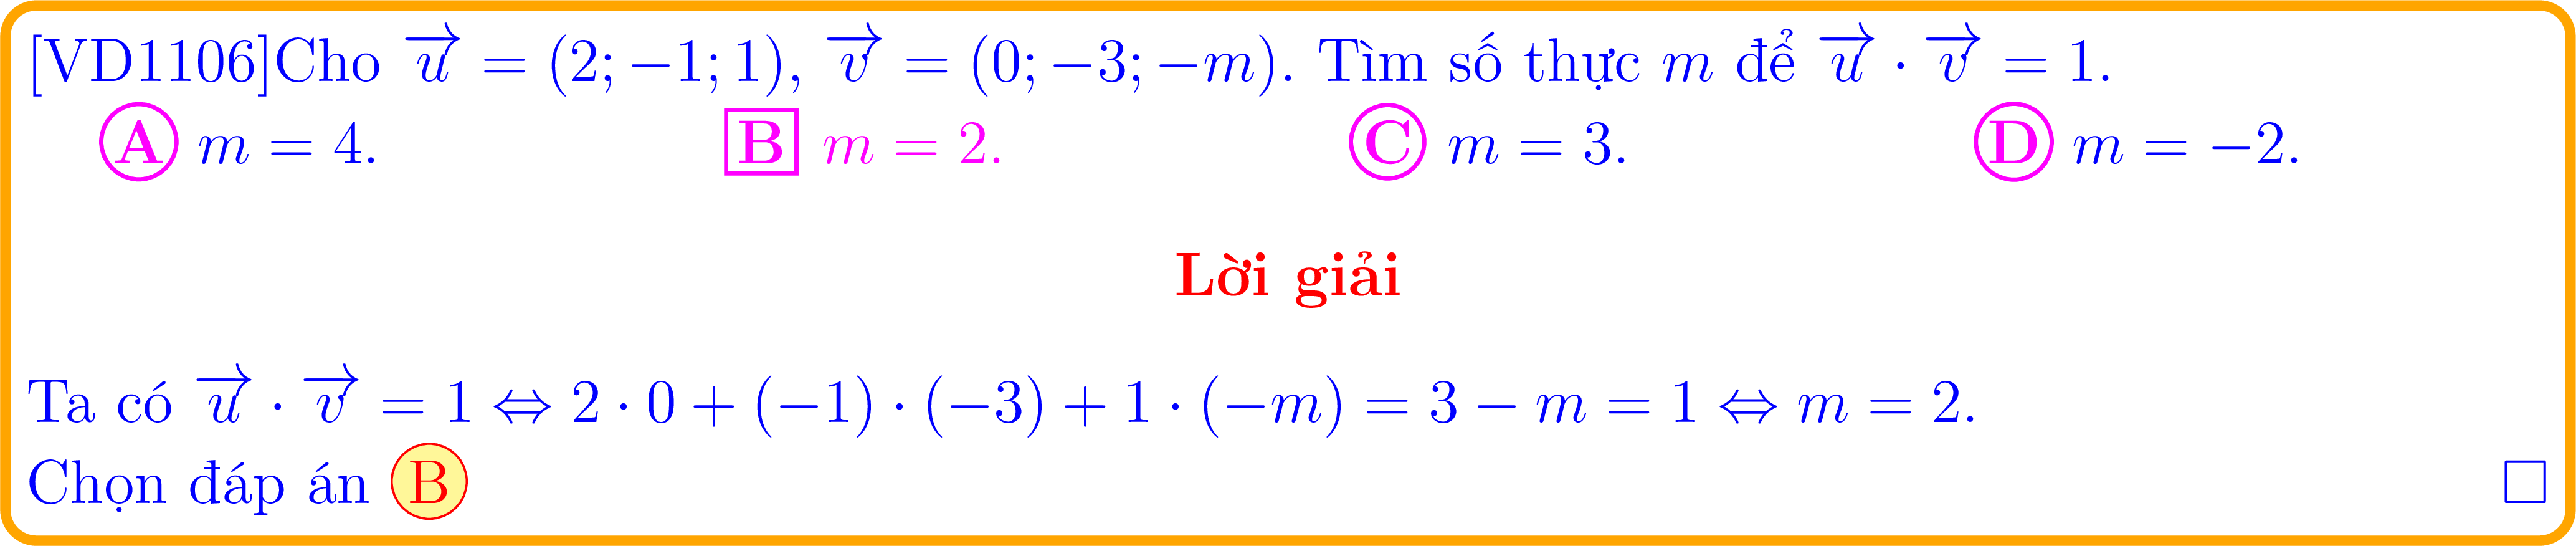 [VD1106]Cho $\overrightarrow{u} = (2; -1; 1)$, $\overrightarrow{v} = (0; -3; -m)$. Tìm số thực $m$ để $\overrightarrow{u} \cdot \overrightarrow{v} = 1$.
Ⓐ $m = 4$. 🄱 $m = 2$. Ⓒ $m = 3$. Ⓓ $m = -2$.
Lời giải
Ta có $\overrightarrow{u} \cdot \overrightarrow{v} = 1 \Leftrightarrow 2 \cdot 0 + (-1) \cdot (-3) + 1 \cdot (-m) = 3 - m = 1 \Leftrightarrow m = 2$.
Chọn đáp án Ⓑ □